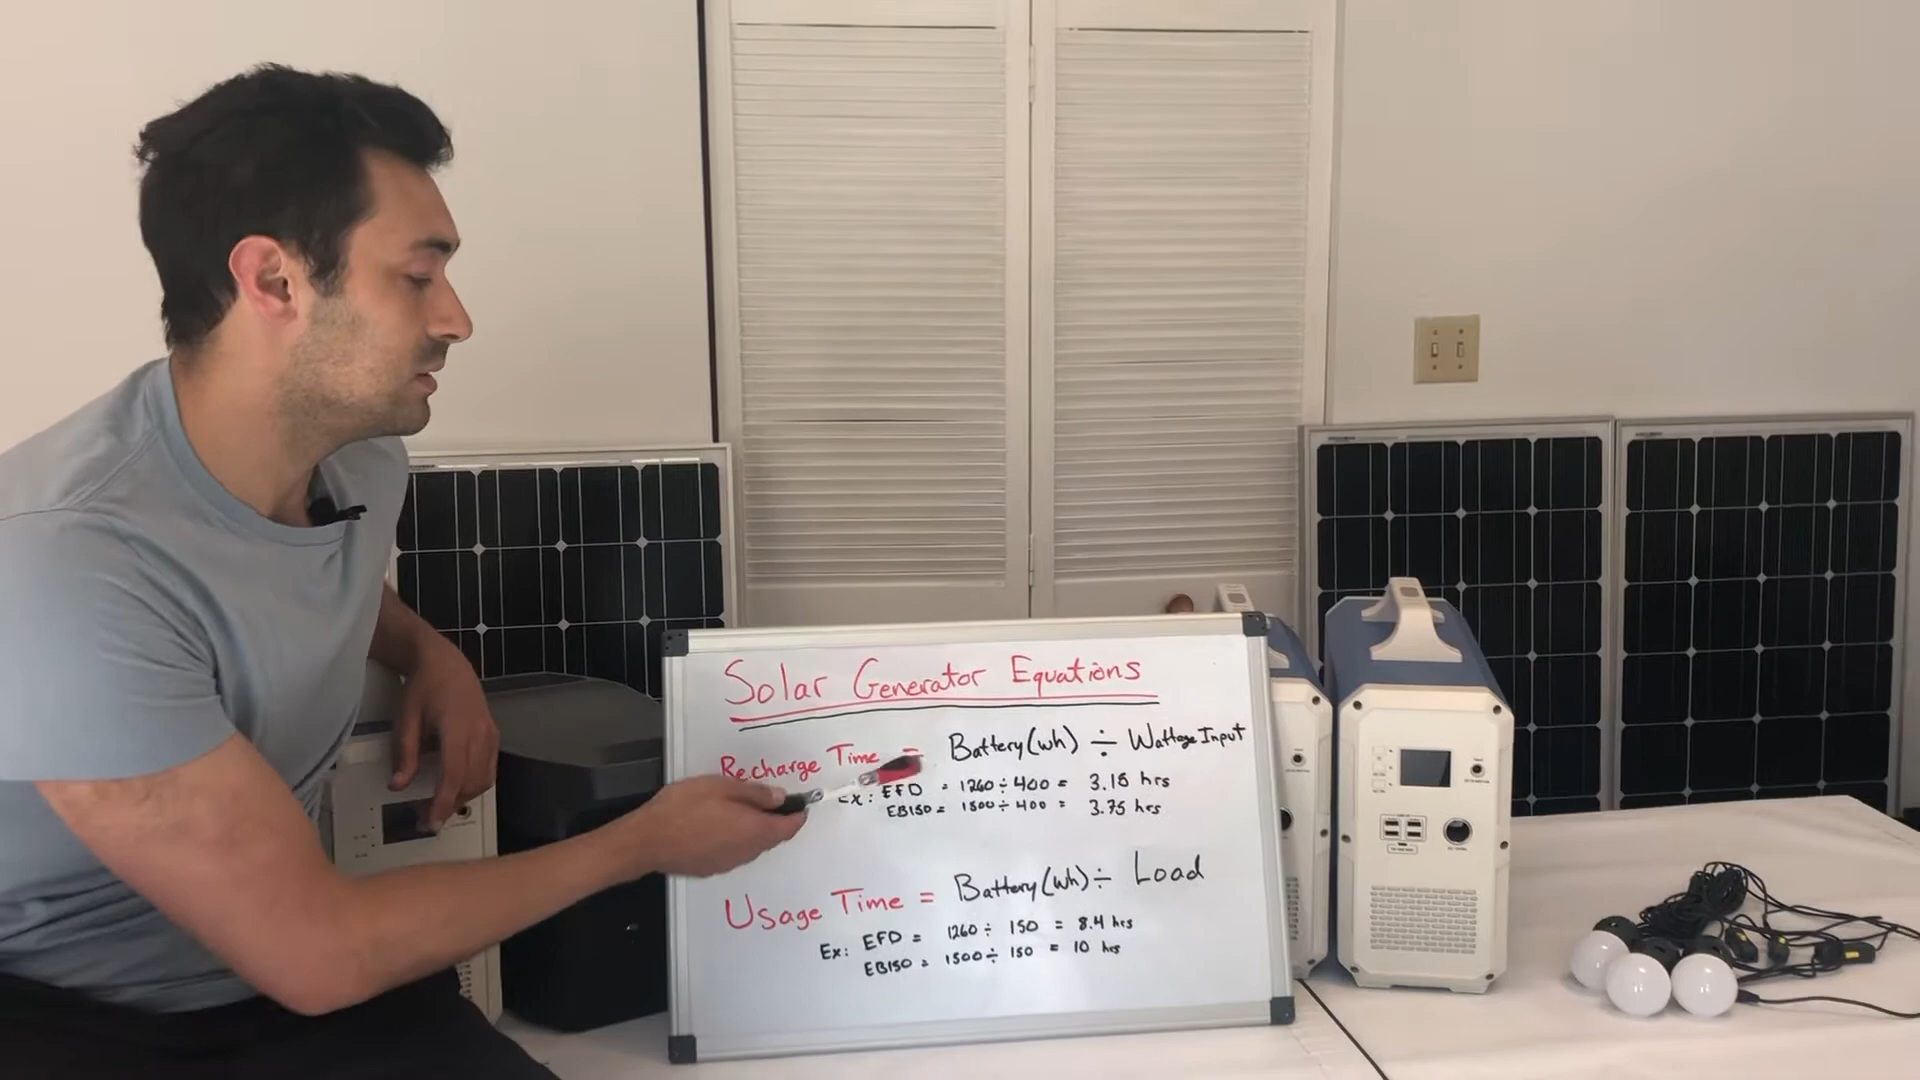 Solar Generator Equations
Recharge Time = Battery(wh) ÷ Wattage Input
Ex: EFD = 1260 ÷ 400 = 3.15 hrs
EB150 = 1500 ÷ 400 = 3.75 hrs
Usage Time = Battery(wh) ÷ Load
Ex: EFD = 1260 ÷ 150 = 8.4 hrs
EB150 = 1500 ÷ 150 = 10 hrs